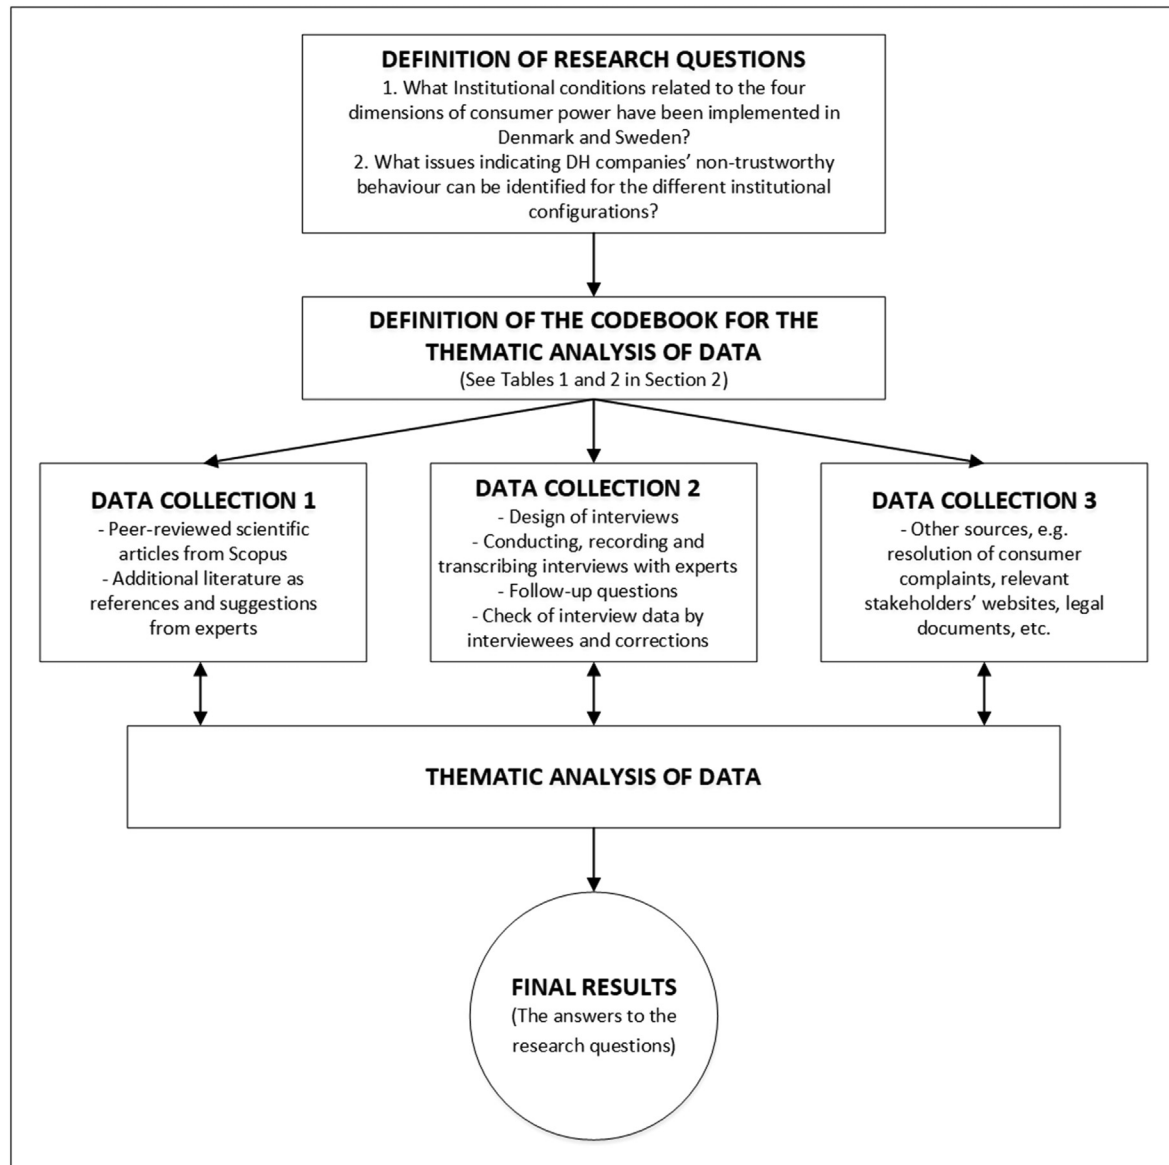 DEFINITION OF RESEARCH QUESTIONS
1. What Institutional conditions related to the four
dimensions of consumer power have been implemented in
Denmark and Sweden?
2. What issues indicating DH companies’ non-trustworthy
behaviour can be identified for the different institutional
configurations?
DEFINITION OF THE CODEBOOK FOR THE
THEMATIC ANALYSIS OF DATA
(See Tables 1 and 2 in Section 2)
DATA COLLECTION 1
- Peer-reviewed scientific
articles from Scopus
- Additional literature as
references and suggestions
from experts
DATA COLLECTION 2
- Design of interviews
- Conducting, recording and
transcribing interviews with experts
- Follow-up questions
- Check of interview data by
interviewees and corrections
DATA COLLECTION 3
- Other sources, e.g.
resolution of consumer
complaints, relevant
stakeholders’ websites, legal
documents, etc.
THEMATIC ANALYSIS OF DATA
FINAL RESULTS
(The answers to the
research questions)